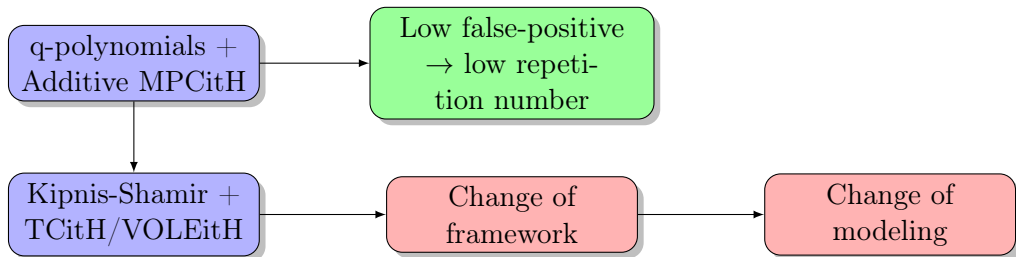 q-polynomials +
Additive MPCitH
Low false-positive
→ low repeti-
tion number
Kipnis-Shamir +
TCitH/VOLEitH
Change of
framework
Change of
modeling